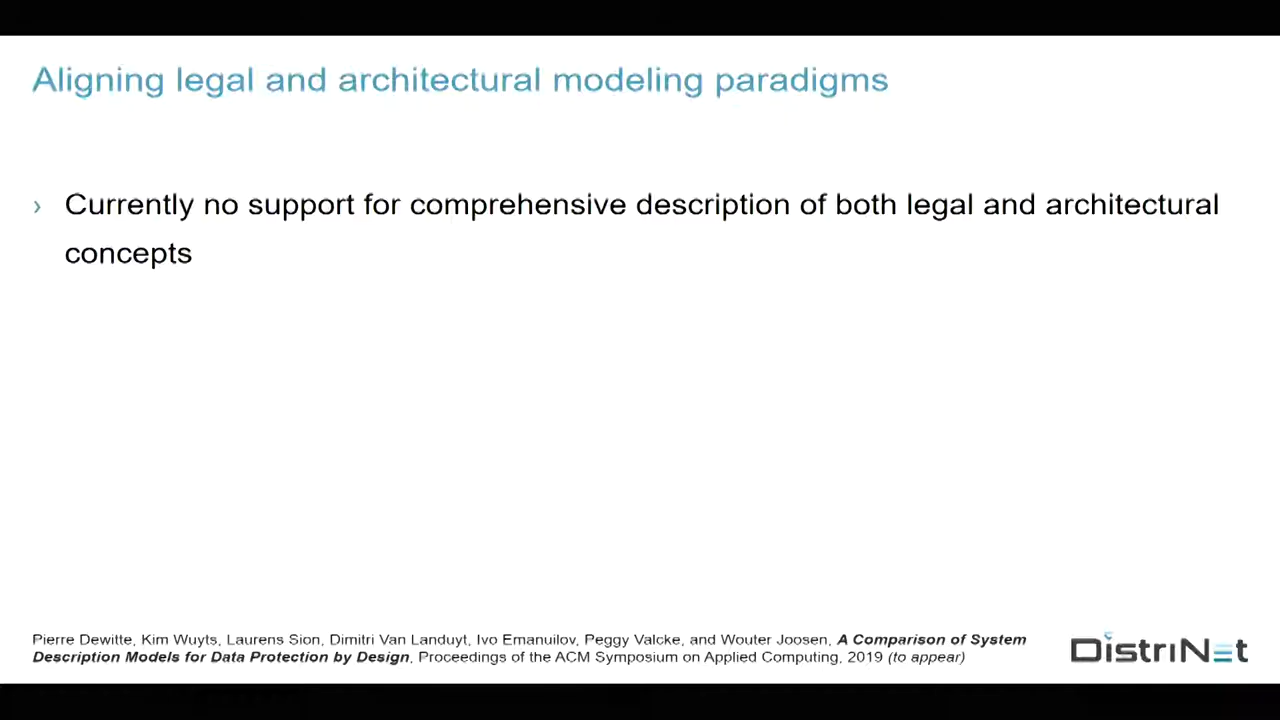 Aligning legal and architectural modeling paradigms
› Currently no support for comprehensive description of both legal and architectural
concepts
Pierre Dewitte, Kim Wuyts, Laurens Sion, Dimitri Van Landuyt, Ivo Emanuilov, Peggy Valcke, and Wouter Joosen, A Comparison of System
Description Models for Data Protection by Design, Proceedings of the ACM Symposium on Applied Computing, 2019 (to appear)
DistriNet